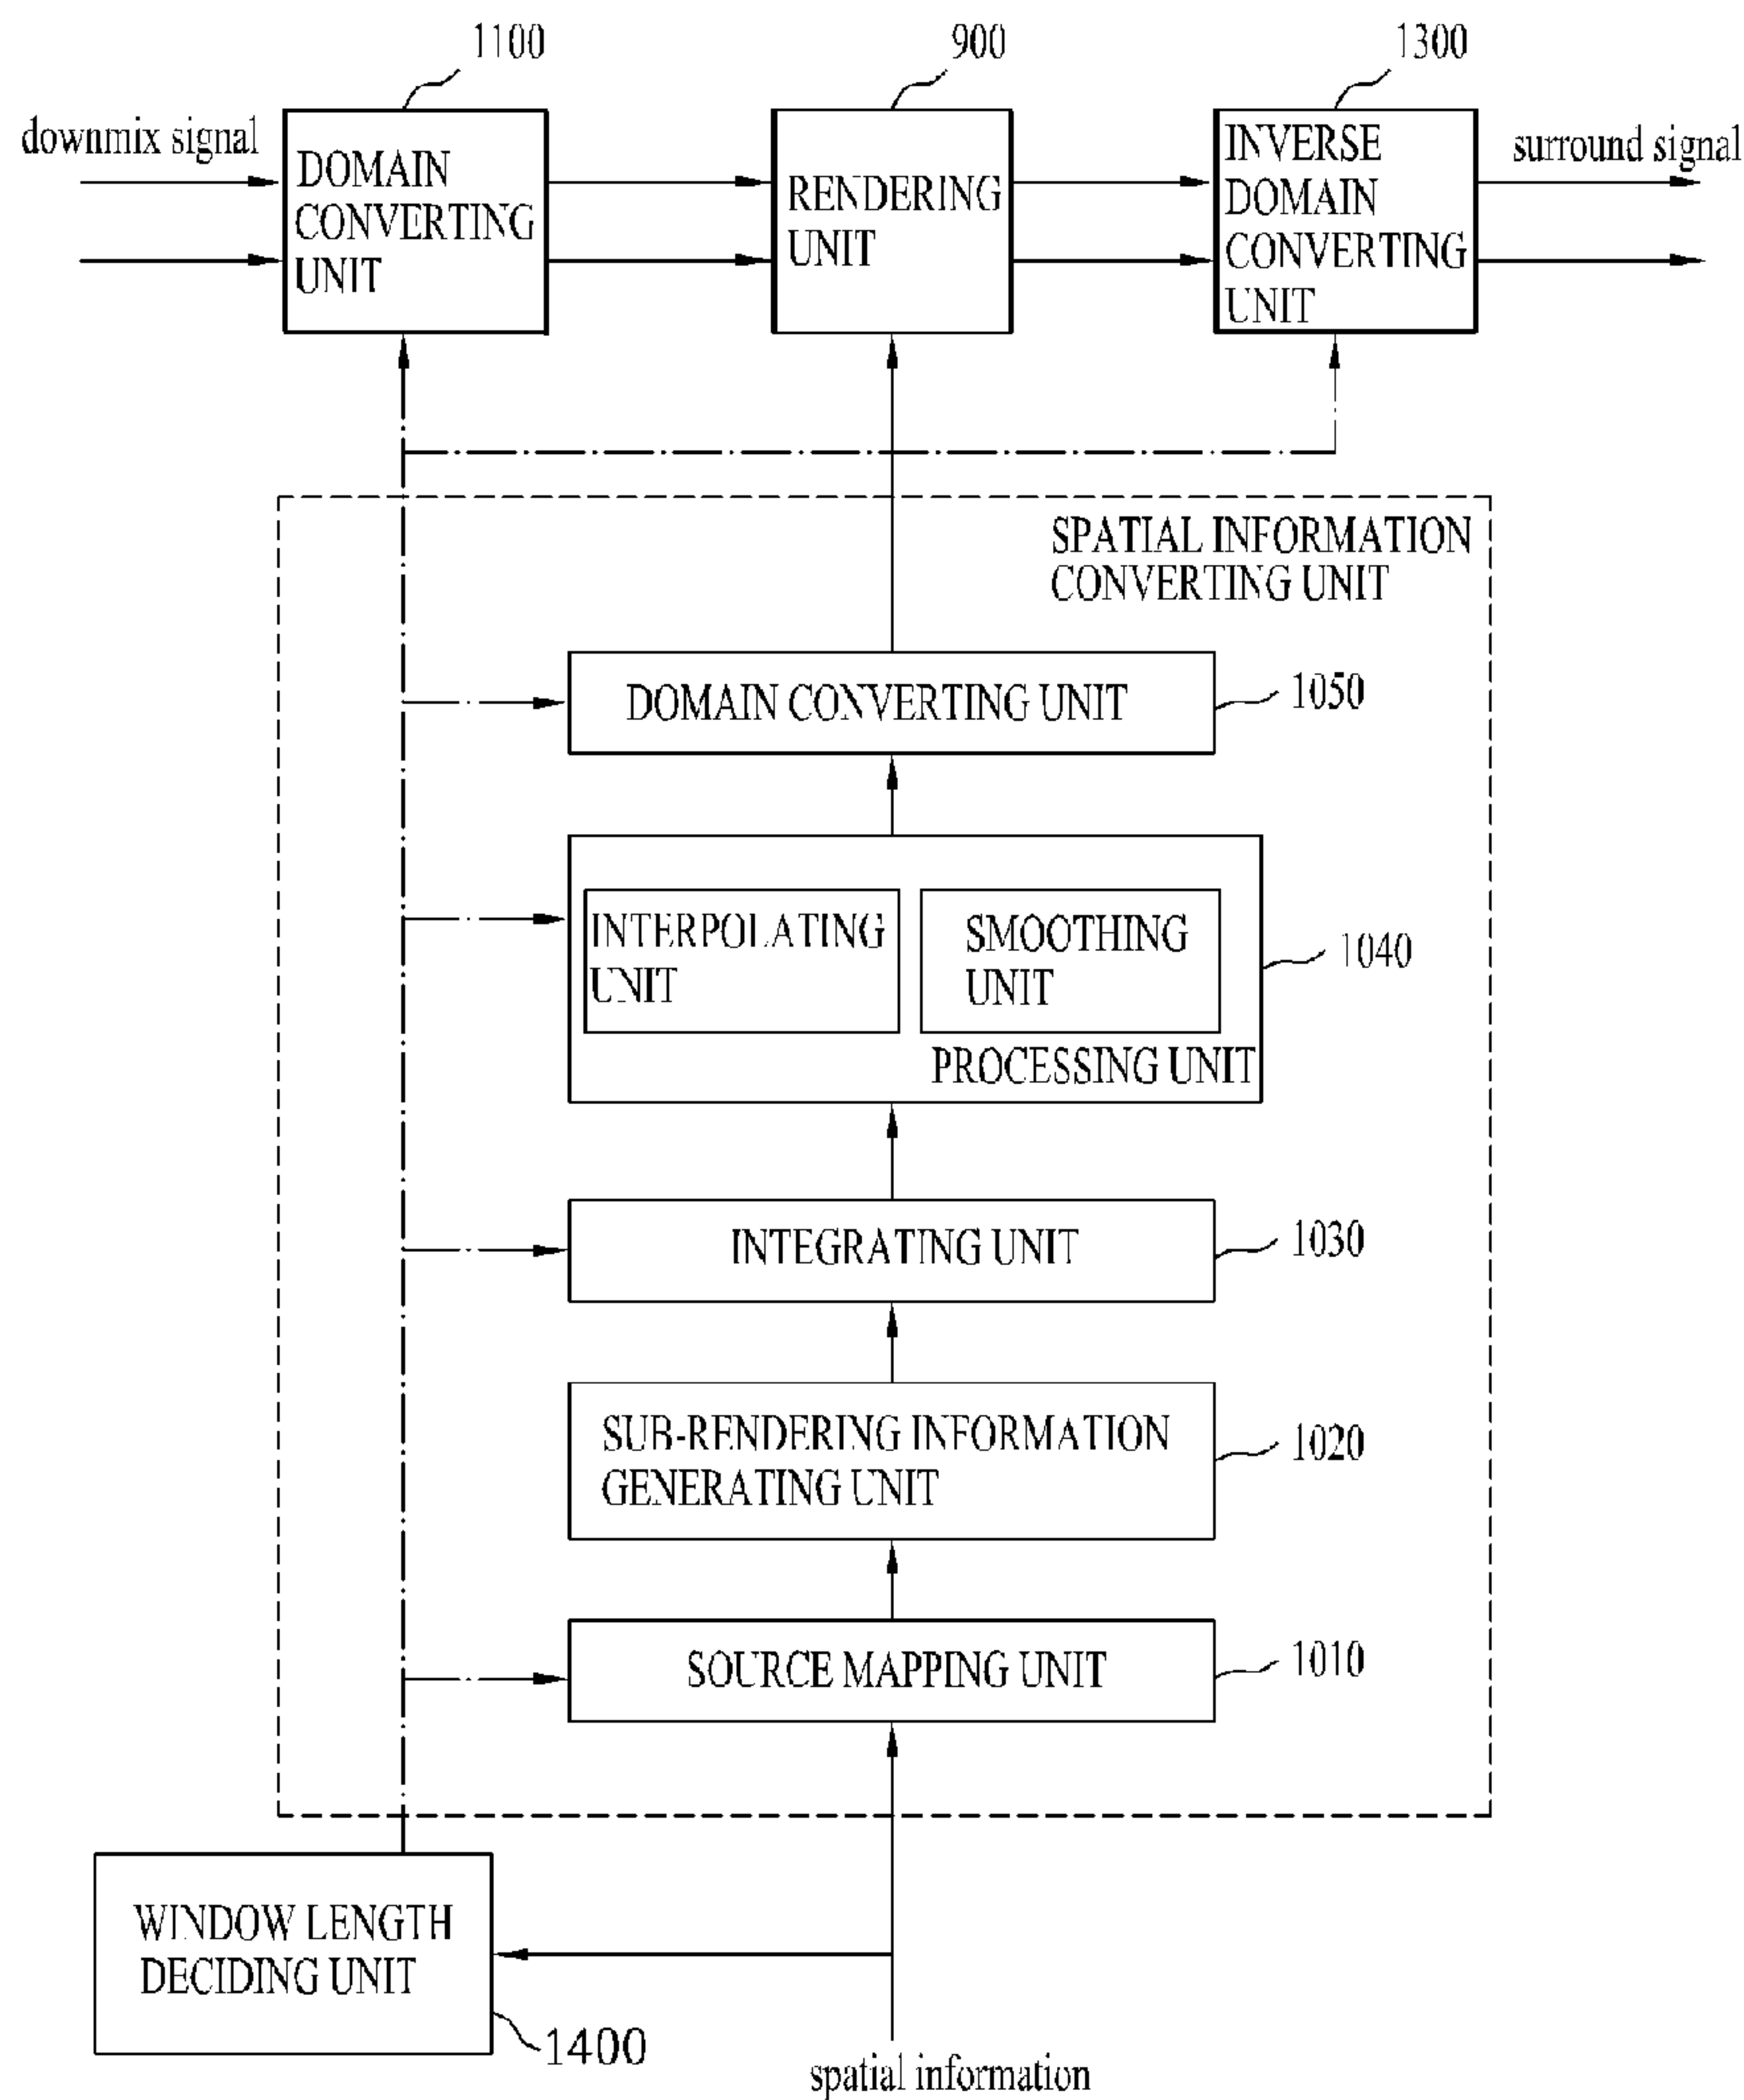 1100
900
1300
downmix signal
DOMAIN
CONVERTING
UNIT
RENDERING
UNIT
INVERSE
DOMAIN
CONVERTING
UNIT
surround signal
SPATIAL INFORMATION
CONVERTING UNIT
DOMAIN CONVERTING UNIT
1050
INTERPOLATING
UNIT
SMOOTHING
UNIT
1040
PROCESSING UNIT
INTEGRATING UNIT
1030
SUB-RENDERING INFORMATION
GENERATING UNIT
1020
SOURCE MAPPING UNIT
1010
WINDOW LENGTH
DECIDING UNIT
1400
spatial information